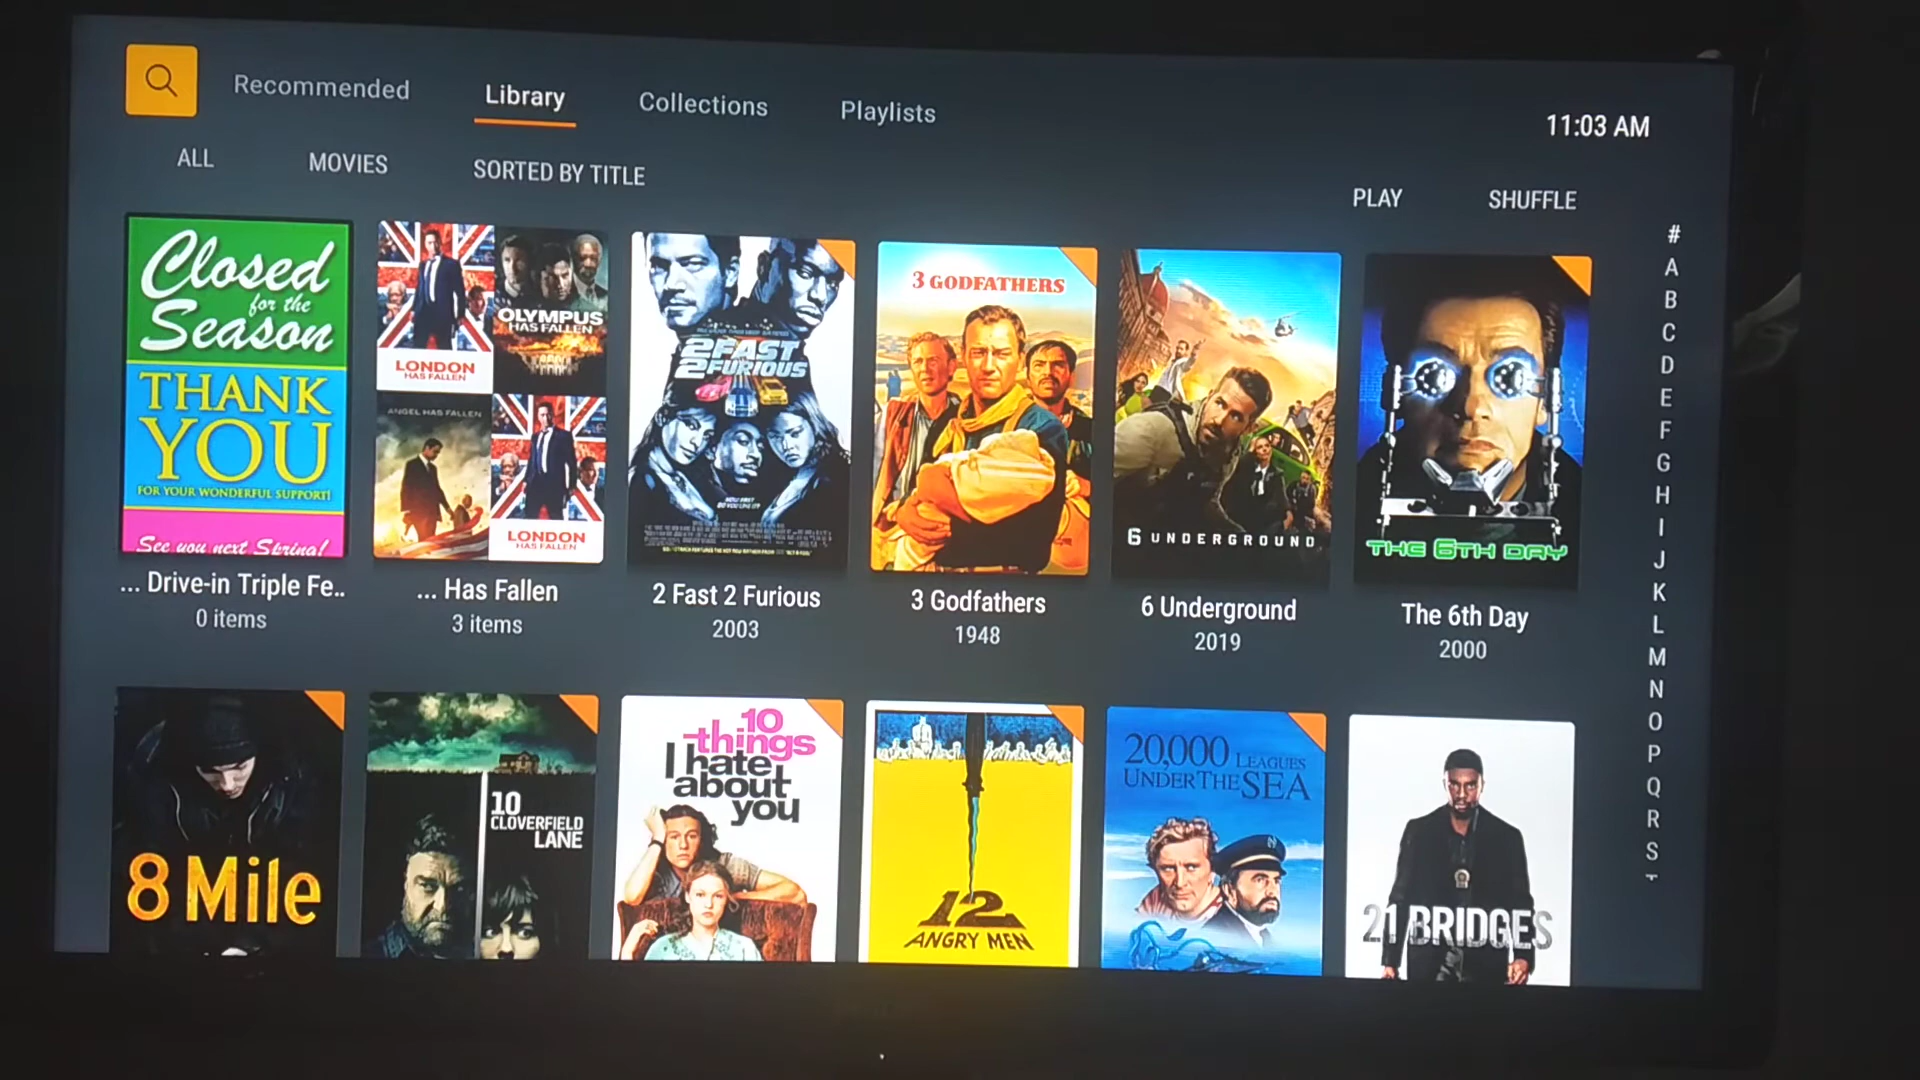 Recommended
Library
Collections
Playlists
11:03 AM
ALL
MOVIES
SORTED BY TITLE
PLAY
SHUFFLE
Closed
for the
Season
THANK
YOU
FOR YOUR WONDERFUL SUPPORT!
See you next Spring!
... Drive-in Triple Fe..
0 items
LONDON
HAS FALLEN
OLYMPUS
HAS FALLEN
ANGEL HAS FALLEN
LONDON
HAS FALLEN
... Has Fallen
3 items
2 FAST
2 FURIOUS
2 Fast 2 Furious
2003
3 GODFATHERS
3 Godfathers
1948
6 UNDERGROUND
6 Underground
2019
THE 6TH DAY
The 6th Day
2000
8 Mile
10
CLOVERFIELD
LANE
10
things
I hate
about
you
12
ANGRY MEN
20,000 LEAGUES
UNDER THE SEA
21 BRIDGES
#
A
B
C
D
E
F
G
H
I
J
K
L
M
N
O
P
Q
R
S